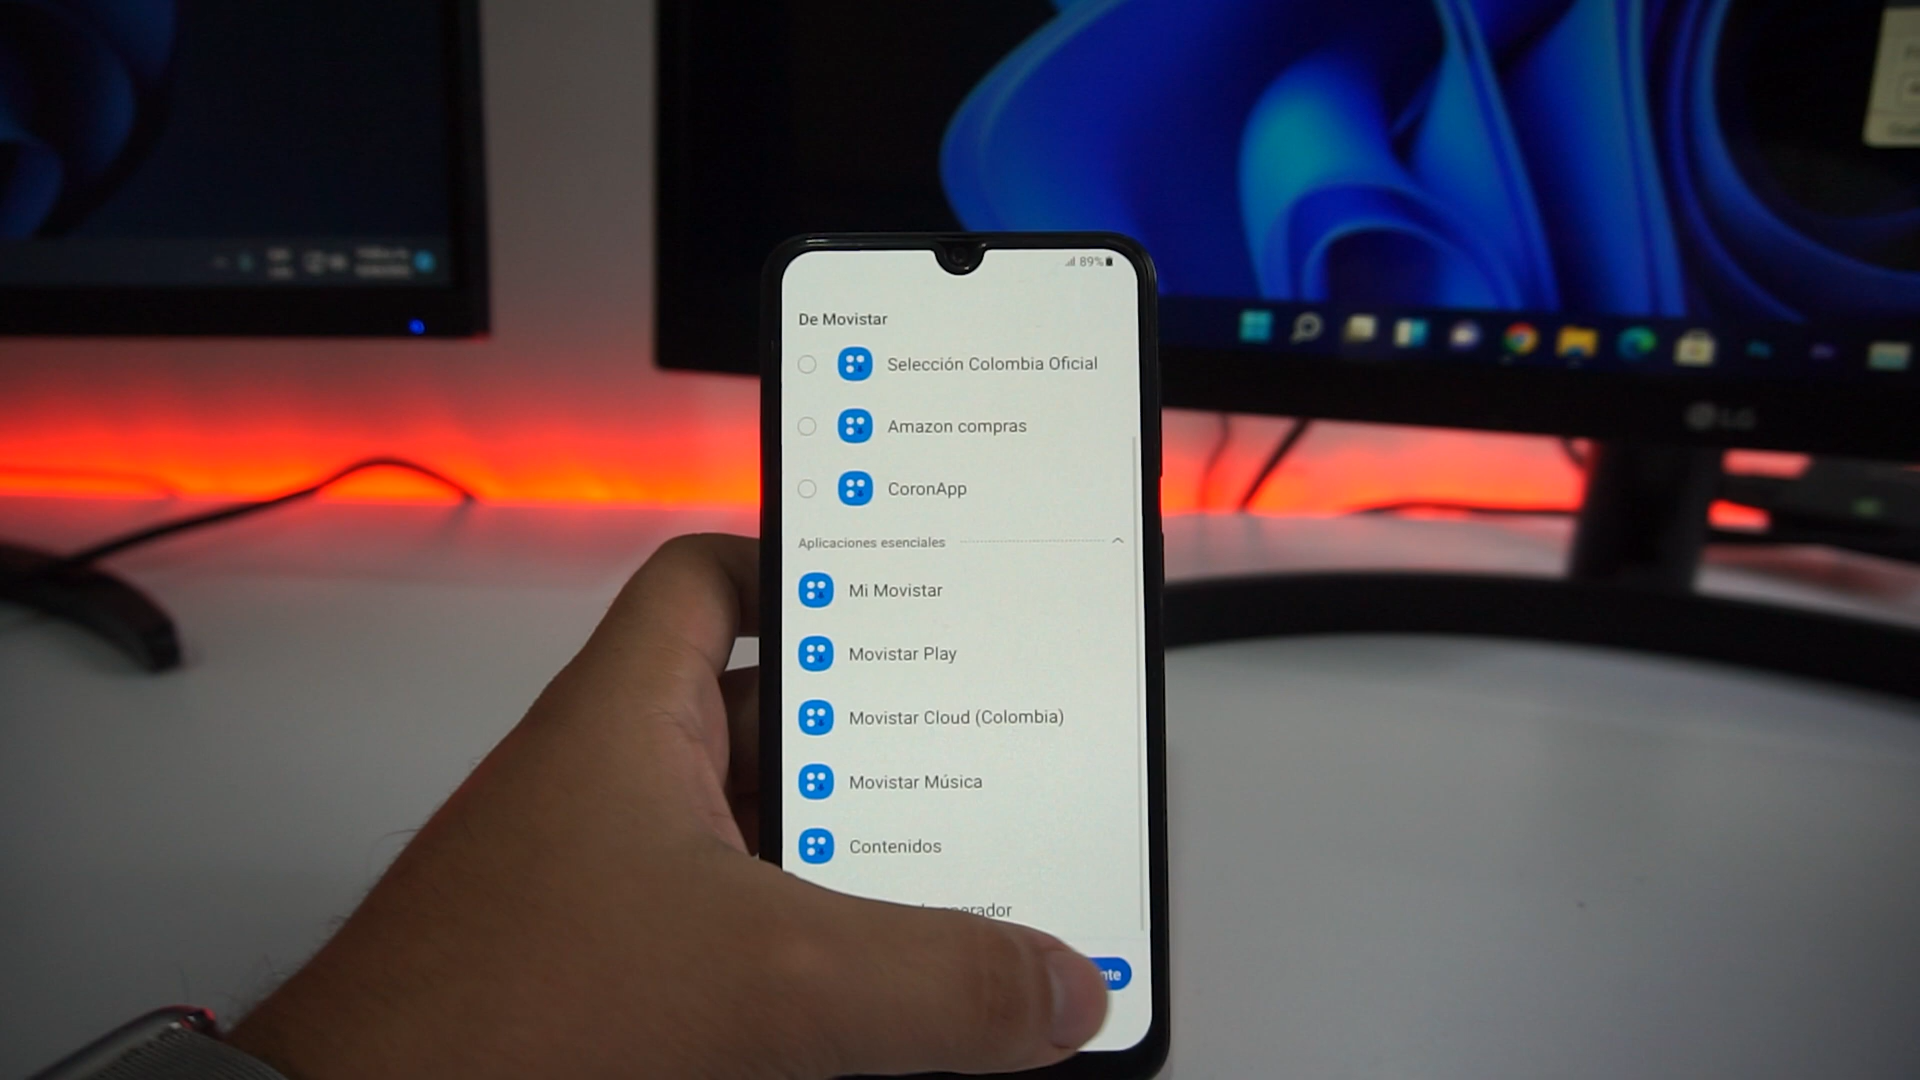 89%
De Movistar
Selección Colombia Oficial
Amazon compras
CoronApp
Aplicaciones esenciales
Mi Movistar
Movistar Play
Movistar Cloud (Colombia)
Movistar Música
Contenidos
LG